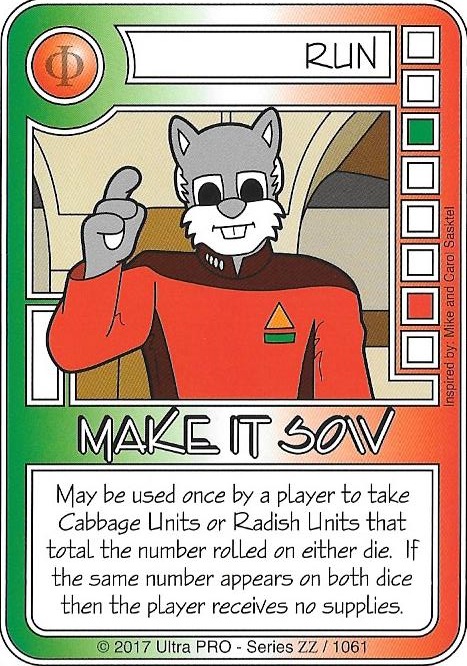 Φ
RUN
Inspired by: Mike and Carol Sasktel
MAKE IT SOW
May be used once by a player to take
Cabbage Units or Radish Units that
total the number rolled on either die. If
the same number appears on both dice
then the player receives no supplies.
© 2017 Ultra PRO - Series ZZ / 1061